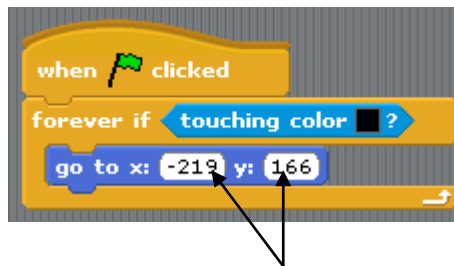 when clicked
forever if touching color ?
go to x: -219 y: 166